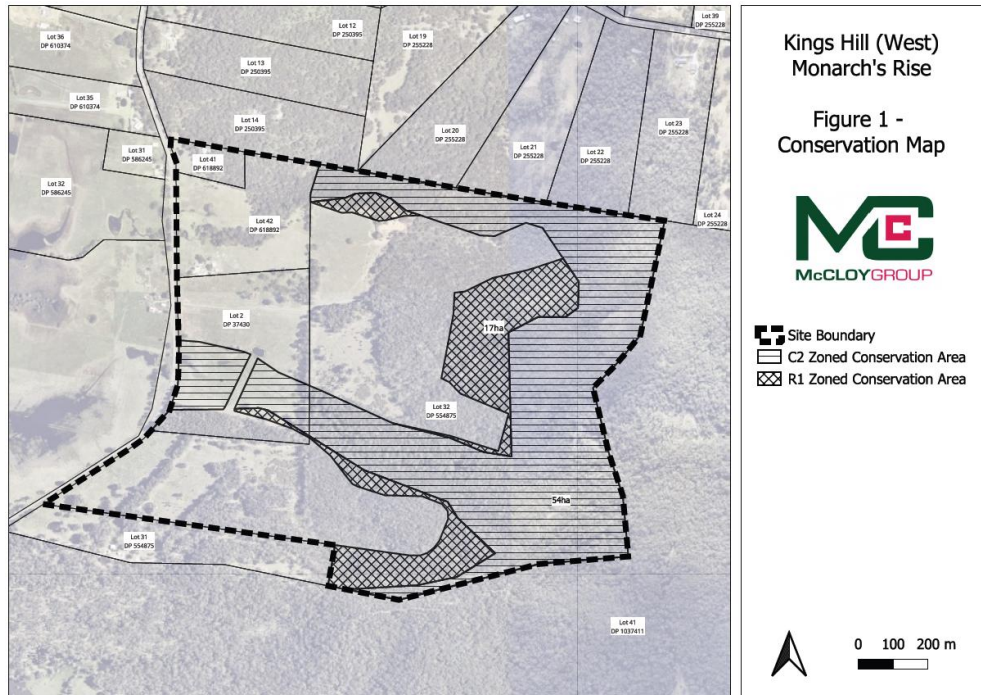 Lot 36
DP 610374
Lot 12
DP 250395
Lot 19
DP 255228
Lot 39
DP 255228
Lot 13
DP 250395
Lot 35
DP 610374
Lot 14
DP 250395
Lot 20
DP 255228
Lot 23
DP 255228
Lot 21
DP 255228
Lot 22
DP 255228
Lot 31
DP 586245
Lot 41
DP 618892
Lot 32
DP 586245
Lot 42
DP 618892
Lot 24
DP 255228
Lot 2
DP 37430
17ha
Lot 32
DP 554875
54ha
Lot 31
DP 554875
Lot 41
DP 1037411
Kings Hill (West)
Monarch's Rise
Figure 1 -
Conservation Map
MCC
McCLOYGROUP
Site Boundary
C2 Zoned Conservation Area
R1 Zoned Conservation Area
0 100 200 m